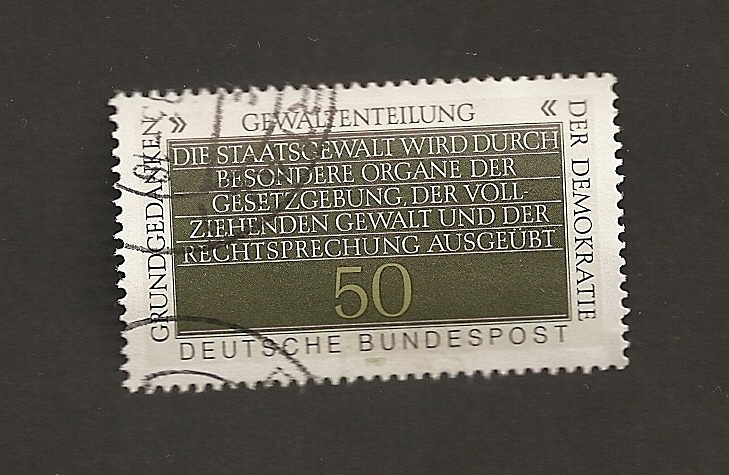 GRUNDGEDANKEN
» GEWALTENTEILUNG «
DER DEMOKRATIE
DIE STAATSGEWALT WIRD DURCH
BESONDERE ORGANE DER
GESETZGEBUNG, DER VOLL-
ZIEHENDEN GEWALT UND DER
RECHTSPRECHUNG AUSGEÜBT
50
DEUTSCHE BUNDESPOST